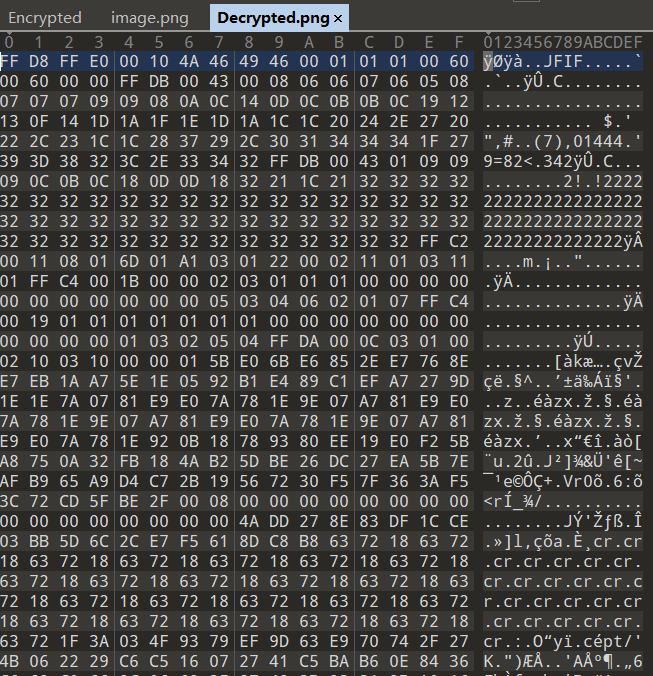 Encrypted image.png Decrypted.png ×
0 1 2 3 4 5 6 7 8 9 A B C D E F 0123456789ABCDEF
FF D8 FF E0 00 10 4A 46 49 46 00 01 01 01 00 60 ÿØÿà..JFIF.....`
00 60 00 00 FF DB 00 43 00 08 06 06 07 06 05 08 .`..ÿÛ.C........
07 07 07 09 09 08 0A 0C 14 0D 0C 0B 0B 0C 19 12 ................
13 0F 14 1D 1A 1F 1E 1D 1A 1C 1C 20 24 2E 27 20 ........... $.' 
22 2C 23 1C 1C 28 37 29 2C 30 31 34 34 34 1F 27 ",#..(7),01444.'
39 3D 38 32 3C 2E 33 34 32 FF DB 00 43 01 09 09 9=82<.342ÿÛ.C...
09 0C 0B 0C 18 0D 0D 18 32 21 1C 21 32 32 32 32 ........2!.!2222
32 32 32 32 32 32 32 32 32 32 32 32 32 32 32 32 2222222222222222
32 32 32 32 32 32 32 32 32 32 32 32 32 32 32 32 2222222222222222
32 32 32 32 32 32 32 32 32 32 32 32 32 32 FF C2 22222222222222ÿÂ
00 11 08 01 6D 01 A1 03 01 22 00 02 11 01 03 11 ....m.¡.."......
01 FF C4 00 1B 00 00 02 03 01 01 01 00 00 00 00 .ÿÄ.............
00 00 00 00 00 00 00 05 03 04 06 02 01 07 FF C4 ..............ÿÄ
00 19 01 01 01 01 01 01 01 00 00 00 00 00 00 00 ................
00 00 00 00 01 03 02 05 04 FF DA 00 0C 03 01 00 .........ÿÚ.....
02 10 03 10 00 00 01 5B E0 6B E6 85 2E E7 76 8E .......[àkæ….çvŽ
E7 EB 1A A7 5E 1E 05 92 B1 E4 89 C1 EF A7 27 9D çë.§^..’±ä‰Áï§'.
1E 1E 7A 07 81 E9 E0 7A 78 1E 9E 07 A7 81 E9 E0 ..z..éàzx.ž.§.éà
7A 78 1E 9E 07 A7 81 E9 E0 7A 78 1E 9E 07 A7 81 zx.ž.§.éàzx.ž.§.
E9 E0 7A 78 1E 92 0B 18 78 93 80 EE 19 E0 F2 5B éàzx.’..x“€î.àò[
A8 75 0A 32 FB 18 4A B2 5D BE 26 DC 27 EA 5B 7E ¨u.2û.J²]¾&Ü'ê[~
AF B9 65 A9 D4 C7 2B 19 56 72 30 F5 7F 36 3A F5 ¯¹e©ÔÇ+.Vr0õ.6:õ
3C 72 CD 5F BE 2F 00 08 00 00 00 00 00 00 00 00 <rÍ_¾/..........
00 00 00 00 00 00 00 00 4A DD 27 8E 83 DF 1C CE ........JÝ'Žƒß.Î
03 BB 5D 6C 2C E7 F5 61 8D C8 B8 63 72 18 63 72 .»]l,çõa.È¸cr.cr
18 63 72 18 63 72 18 63 72 18 63 72 18 63 72 18 .cr.cr.cr.cr.cr.
63 72 18 63 72 18 63 72 18 63 72 18 63 72 18 63 cr.cr.cr.cr.cr.c
72 18 63 72 18 63 72 18 63 72 18 63 72 18 63 72 r.cr.cr.cr.cr.cr
18 63 72 18 63 72 18 63 72 18 63 72 18 63 72 18 .cr.cr.cr.cr.cr.
63 72 1F 3A 03 4F 93 79 EF 9D 63 E9 70 74 2F 27 cr.:.O“yï.cépt/'
4B 06 22 29 C6 C5 16 07 27 41 C5 BA B6 0E 84 36 K.")ÆÅ..'AÅº¶.„6